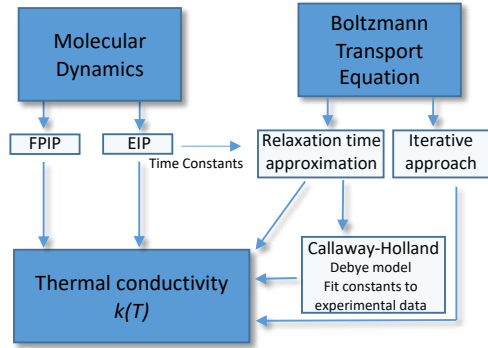 Molecular
Dynamics
Boltzmann
Transport
Equation
FPIP
EIP
Time Constants
Relaxation time
approximation
Iterative
approach
Callaway-Holland
Debye model
Fit constants to
experimental data
Thermal conductivity
k(T)